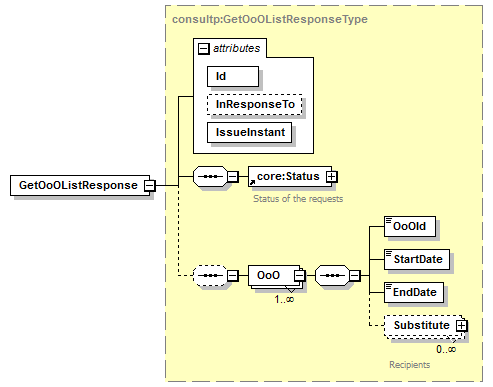 consultp:GetOoOListResponseType
attributes
Id
InResponseTo
IssueInstant
GetOoOListResponse
core:Status
Status of the requests
OoO
1..∞
OoOId
StartDate
EndDate
Substitute
0..∞
Recipients